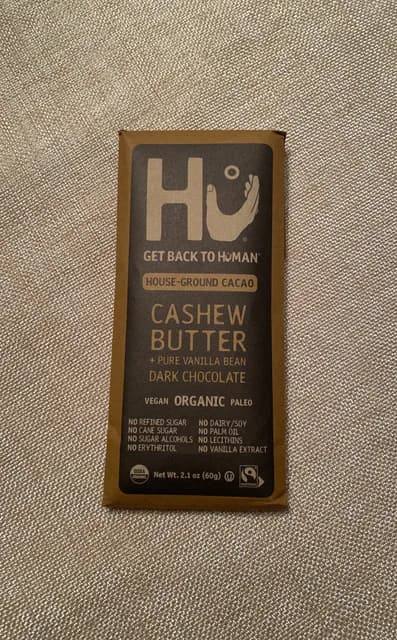 Hu
GET BACK TO HUMAN
HOUSE-GROUND CACAO
CASHEW
BUTTER
+ PURE VANILLA BEAN
DARK CHOCOLATE
VEGAN ORGANIC PALEO
NO REFINED SUGAR
NO CANE SUGAR
NO SUGAR ALCOHOLS
NO ERYTHRITOL
NO DAIRY/SOY
NO PALM OIL
NO LECITHINS
NO VANILLA EXTRACT
USDA
ORGANIC
Net Wt. 2.1 oz (60g) U